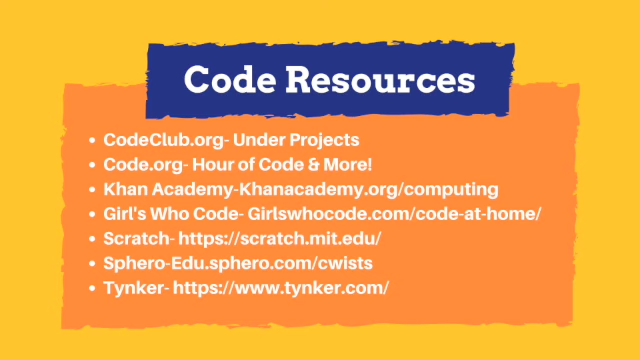 Code Resources
• CodeClub.org- Under Projects
• Code.org- Hour of Code & More!
• Khan Academy-Khanacademy.org/computing
• Girl's Who Code- Girlswhocode.com/code-at-home/
• Scratch- https://scratch.mit.edu/
• Sphero-Edu.sphero.com/cwists
• Tynker- https://www.tynker.com/